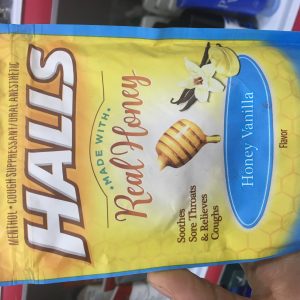 MENTHOL • COUGH SUPPRESSANT/ORAL ANESTHETIC
HALLS
• MADE WITH •
Real Honey
Soothes
Sore Throats
& Relieves
Coughs
Honey Vanilla
Flavor